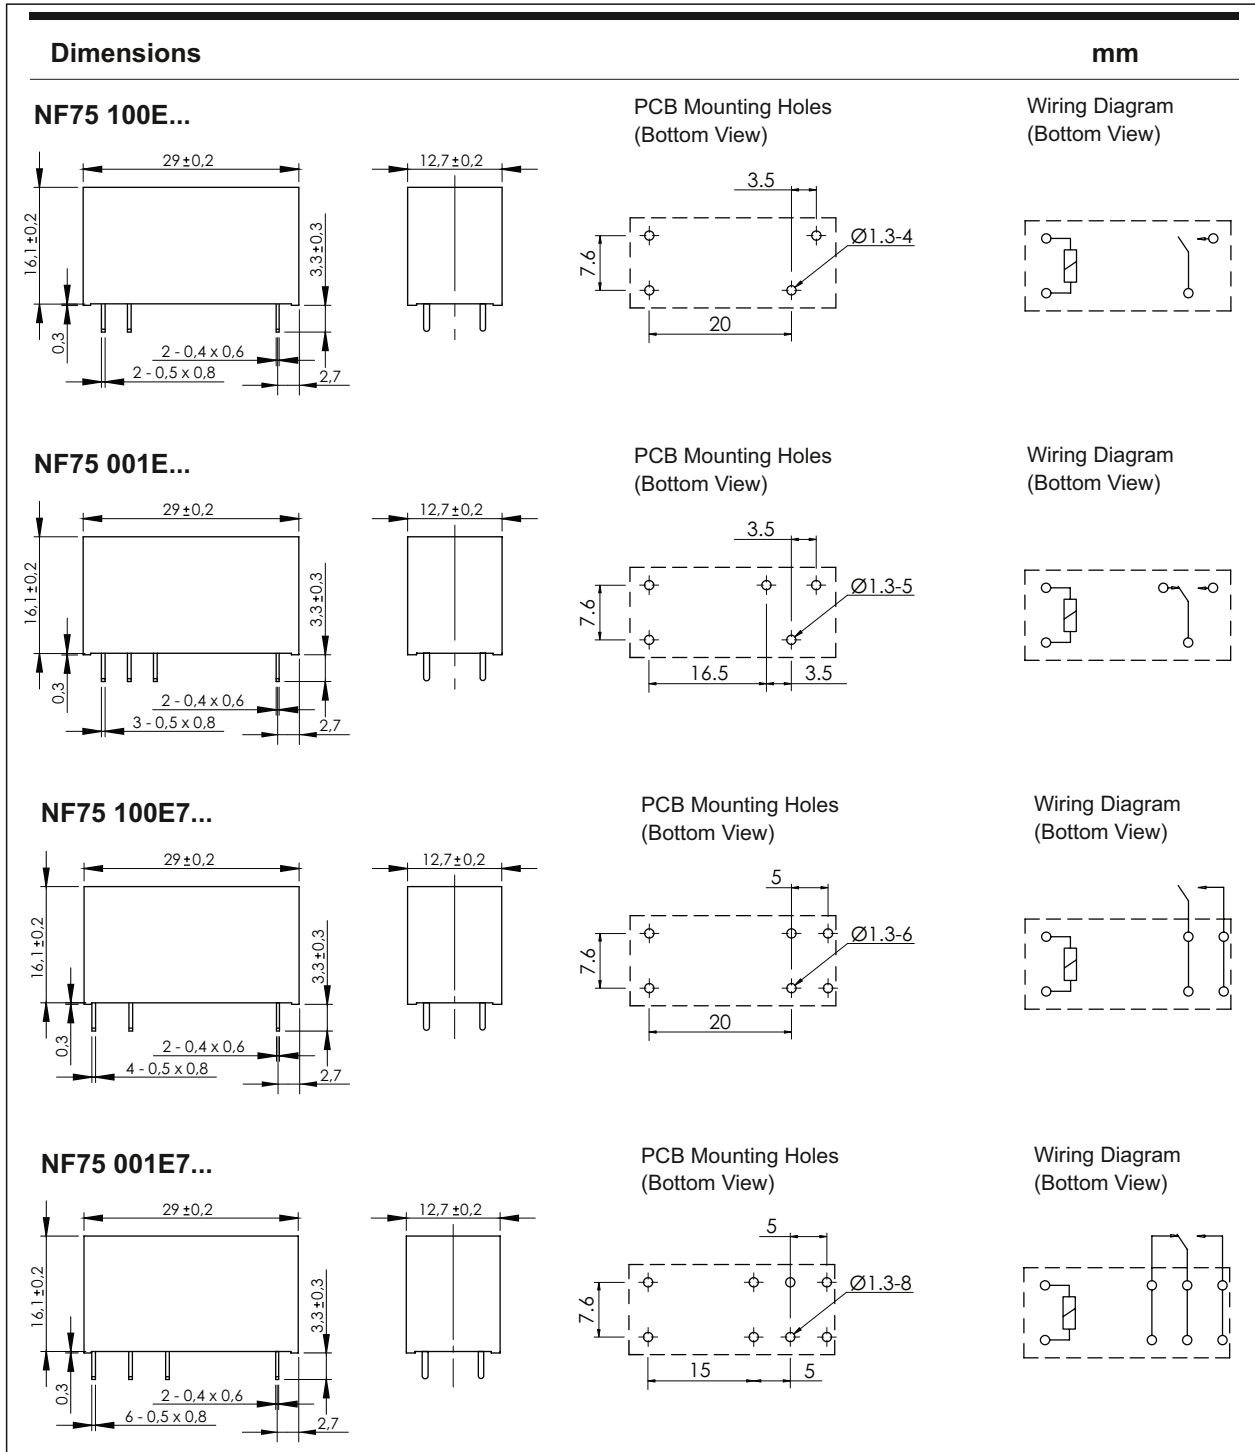 Dimensions mm
NF75 100E...
PCB Mounting Holes
(Bottom View)
Wiring Diagram
(Bottom View)
29±0,2
12,7±0,2
16,1±0,2
3,3±0,3
0,3
2 - 0,4 x 0,6
2 - 0,5 x 0,8
2,7
3.5
7.6
Ø1.3-4
20
NF75 001E...
PCB Mounting Holes
(Bottom View)
Wiring Diagram
(Bottom View)
29±0,2
12,7±0,2
16,1±0,2
3,3±0,3
0,3
2 - 0,4 x 0,6
3 - 0,5 x 0,8
2,7
3.5
7.6
Ø1.3-5
16.5
3.5
NF75 100E7...
PCB Mounting Holes
(Bottom View)
Wiring Diagram
(Bottom View)
29±0,2
12,7±0,2
16,1±0,2
3,3±0,3
0,3
2 - 0,4 x 0,6
4 - 0,5 x 0,8
2,7
5
7.6
Ø1.3-6
20
NF75 001E7...
PCB Mounting Holes
(Bottom View)
Wiring Diagram
(Bottom View)
29±0,2
12,7±0,2
16,1±0,2
3,3±0,3
0,3
2 - 0,4 x 0,6
6 - 0,5 x 0,8
2,7
5
7.6
Ø1.3-8
15
5